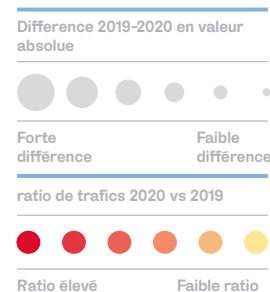 Difference 2019-2020 en valeur
absolue
Forte
différence
Faible
différence
ratio de trafics 2020 vs 2019
Ratio élevé
Faible ratio